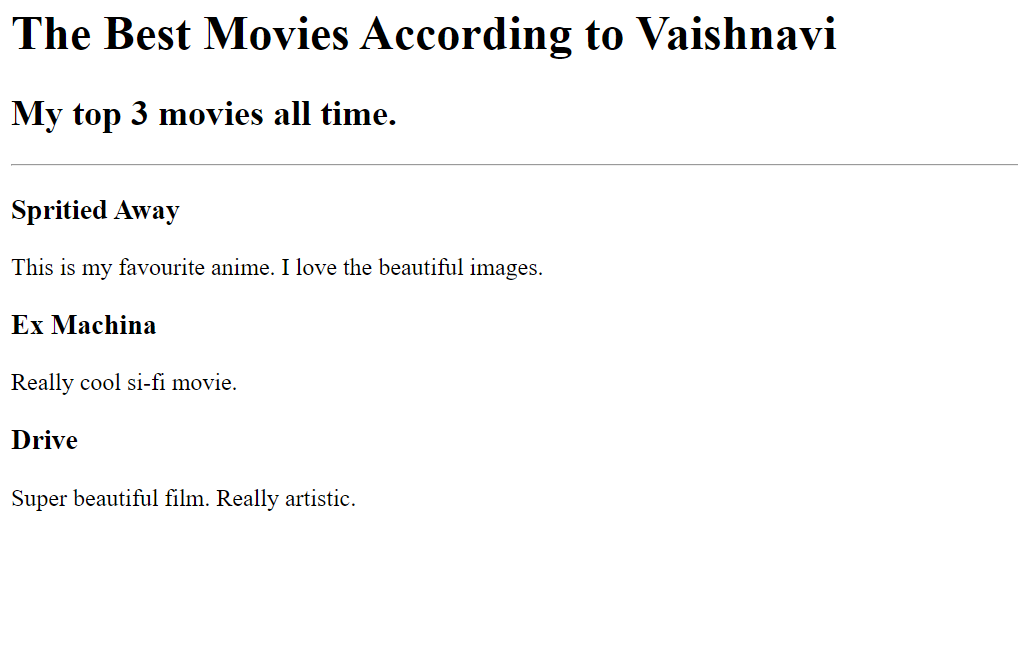 The Best Movies According to Vaishnavi
My top 3 movies all time.
Spritied Away
This is my favourite anime. I love the beautiful images.
Ex Machina
Really cool si-fi movie.
Drive
Super beautiful film. Really artistic.